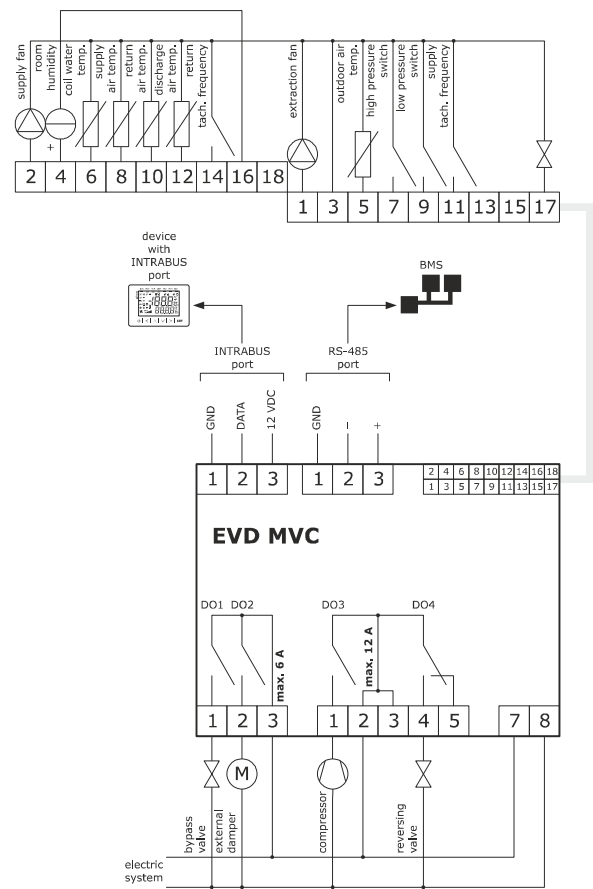 supply fan
room
humidity
coil water
temp.
supply
air temp.
return
air temp.
discharge
air temp.
return
tach. frequency
extraction fan
outdoor air
temp.
high pressure
switch
low pressure
switch
supply
tach. frequency
+
2 4 6 8 10 12 14 16 18
1 3 5 7 9 11 13 15 17
device
with
INTRABUS
port
BMS
INTRABUS
port
RS-485
port
GND
DATA
12 VDC
GND
–
+
1 2 3
1 2 3
2 4 6 8 10 12 14 16 18
1 3 5 7 9 11 13 15 17
EVD MVC
DO1 DO2
DO3
DO4
max. 6 A
max. 12 A
1 2 3
1 2 3 4 5
7 8
M
bypass
valve
external
damper
compressor
reversing
valve
electric
system